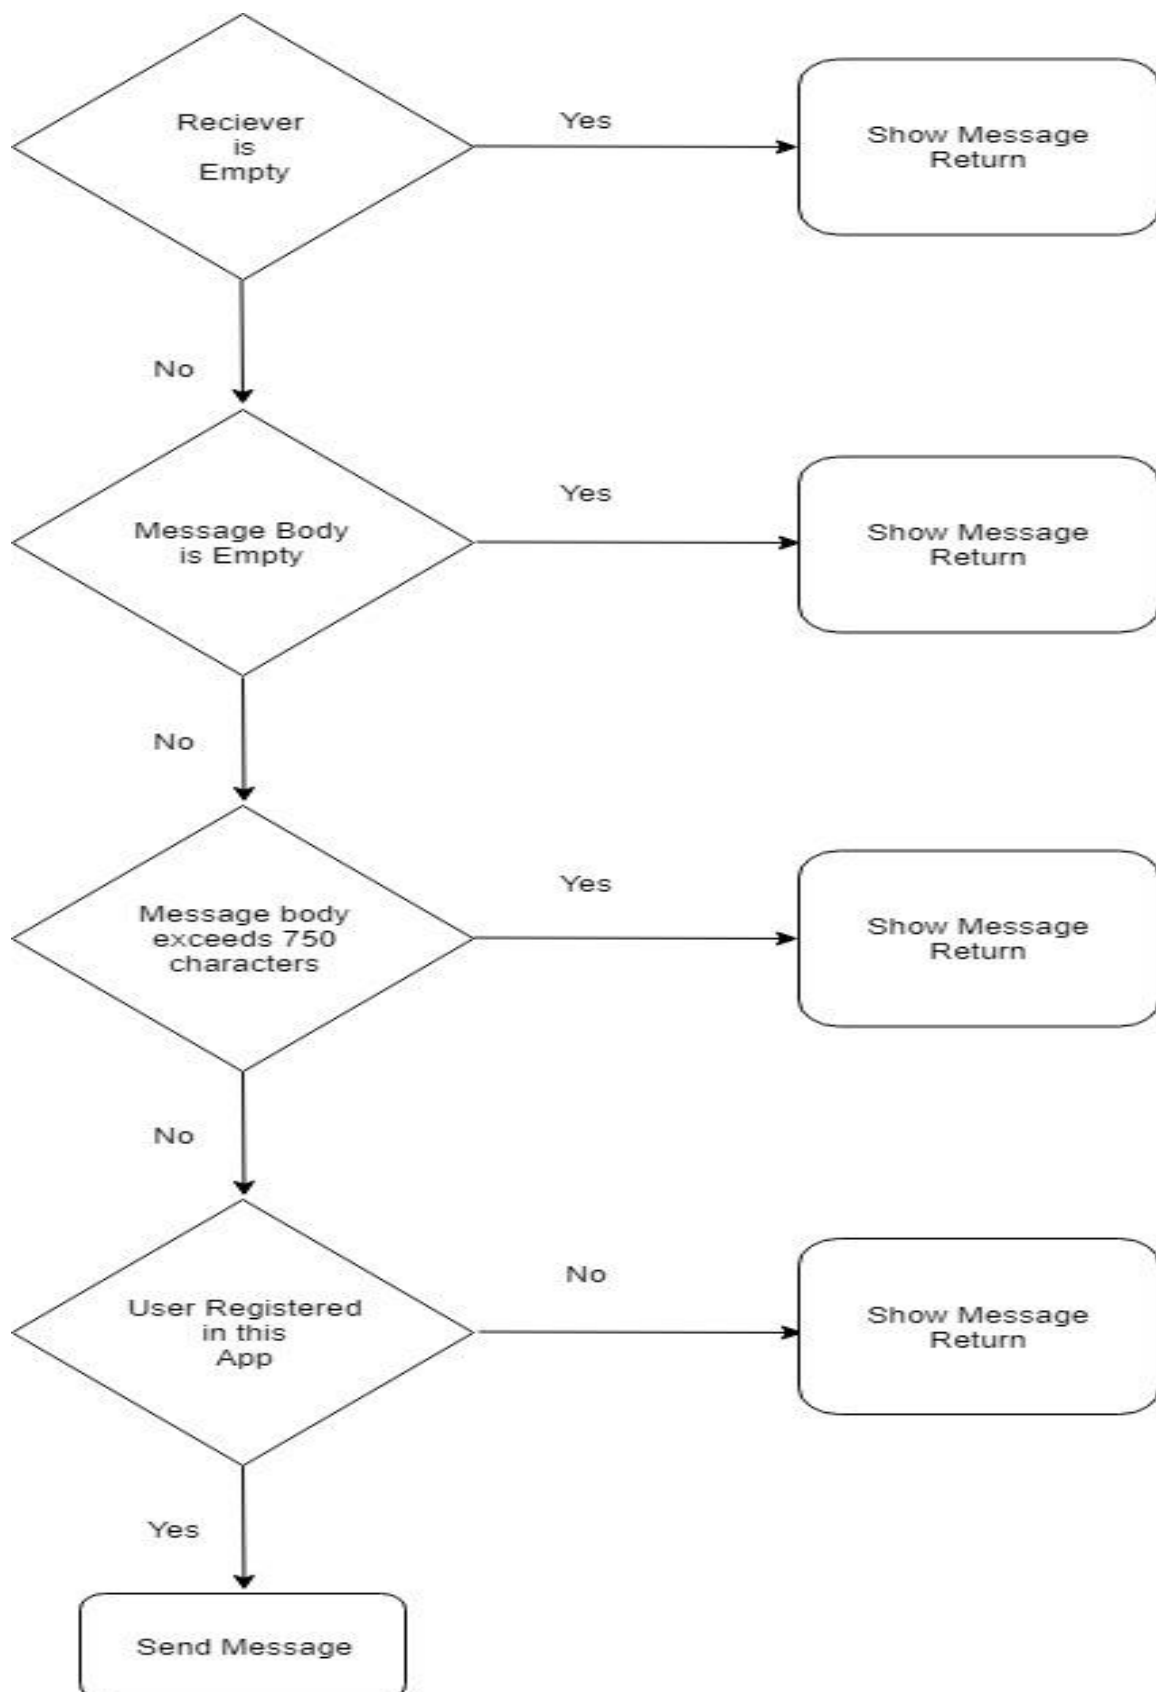 Reciever
is
Empty
Yes
Show Message
Return
No
Message Body
is Empty
Yes
Show Message
Return
No
Message body
exceeds 750
characters
Yes
Show Message
Return
No
User Registered
in this
App
No
Show Message
Return
Yes
Send Message